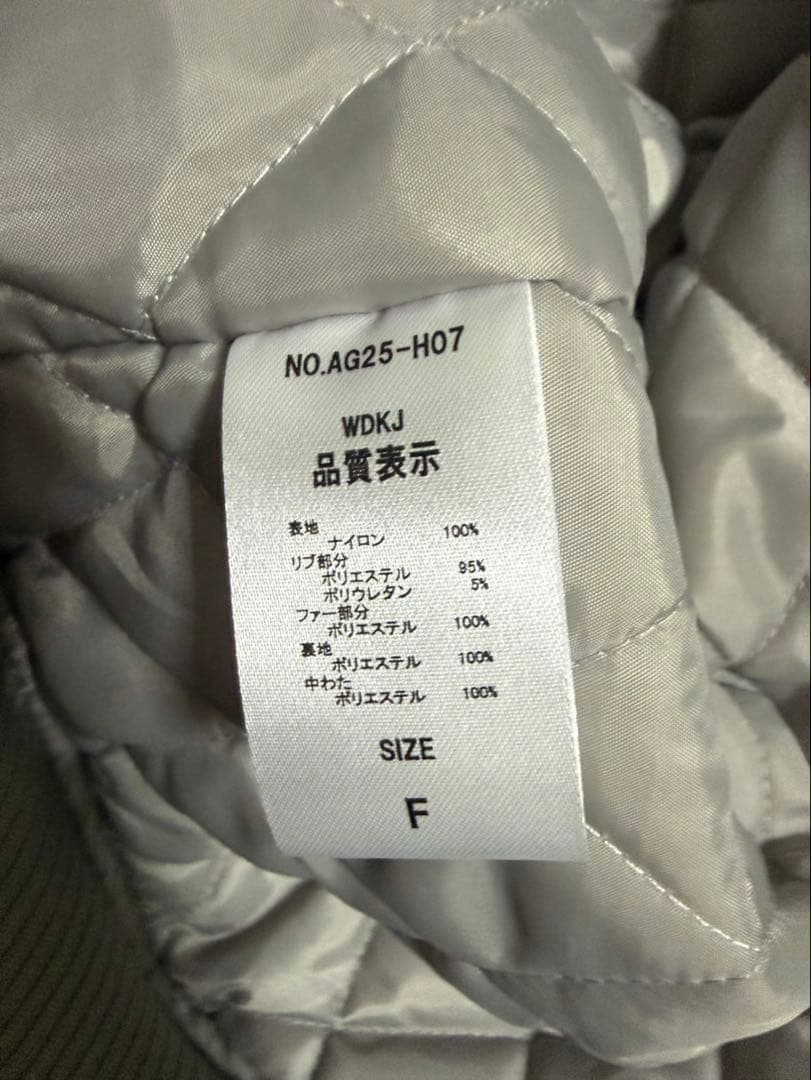 NO.AG25-H07
WDKJ
品質表示
表地
ナイロン 100%
リブ部分
ポリエステル 95%
ポリウレタン 5%
ファー部分
ポリエステル 100%
裏地
ポリエステル 100%
中わた
ポリエステル 100%
SIZE
F